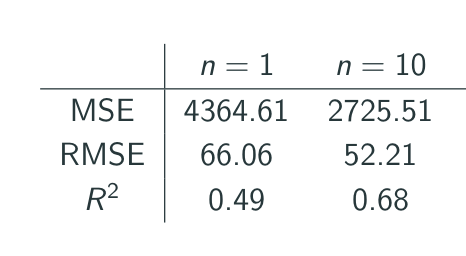 n = 1 n = 10
MSE 4364.61 2725.51
RMSE 66.06 52.21
R² 0.49 0.68